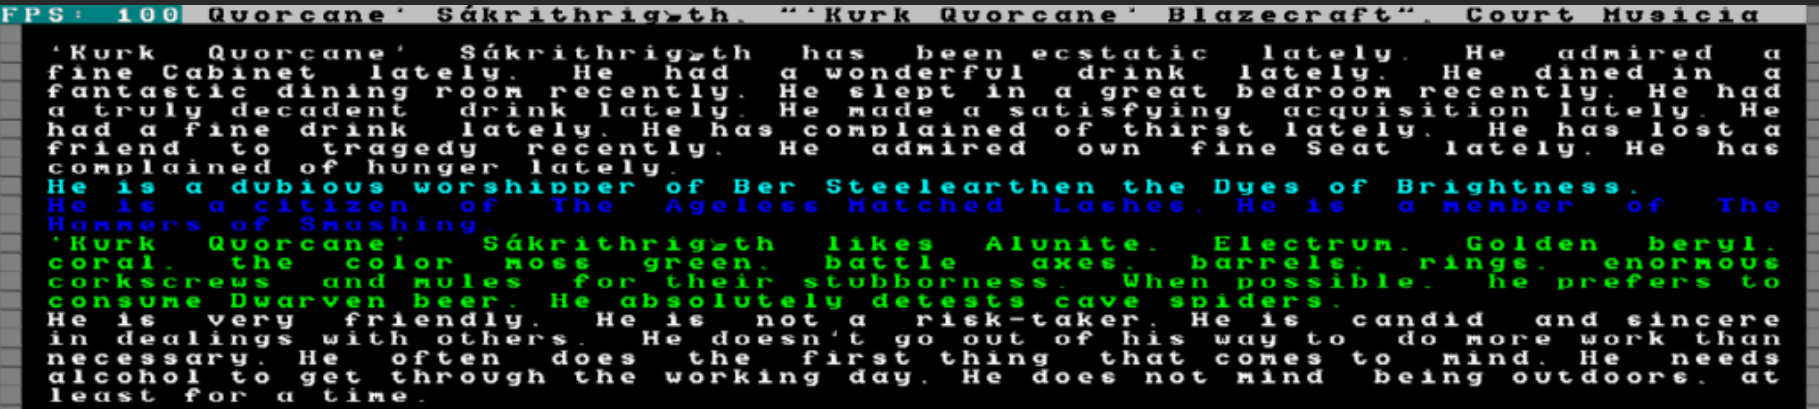 FPS: 100 Quorcane' Sákrithrigoth, "'Kurk Quorcane' Blazecraft", Court Musicia
'Kurk Quorcane' Sákrithrigoth has been ecstatic lately. He admired a
fine Cabinet lately. He had a wonderful drink lately. He dined in a
fantastic dining room recently. He slept in a great bedroom recently. He had
a truly decadent drink lately. He made a satisfying acquisition lately. He
had a fine drink lately. He has complained of thirst lately. He has lost a
friend to tragedy recently. He admired own fine Seat lately. He has
complained of hunger lately.
He is a dubious worshipper of Ber Steelearthen the Dyes of Brightness.
He is a citizen of The Ageless Matched Lashes. He is a member of The
Hammers of Smashing.
'Kurk Quorcane' Sákrithrigoth likes Alunite, Electrum, Golden beryl,
coral, the color moss green, battle axes, barrels, rings, enormous
corkscrews and mules for their stubborness. When possible, he prefers to
consume Dwarven beer. He absolutely detests cave spiders.
He is very friendly. He is not a risk-taker. He is candid and sincere
in dealings with others. He doesn't go out of his way to do more work than
necessary. He often does the first thing that comes to mind. He needs
alcohol to get through the working day. He does not mind being outdoors, at
least for a time.